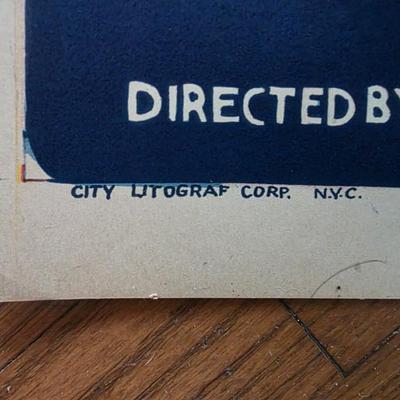 DIRECTED BY
CITY LITOGRAF CORP. N.Y.C.